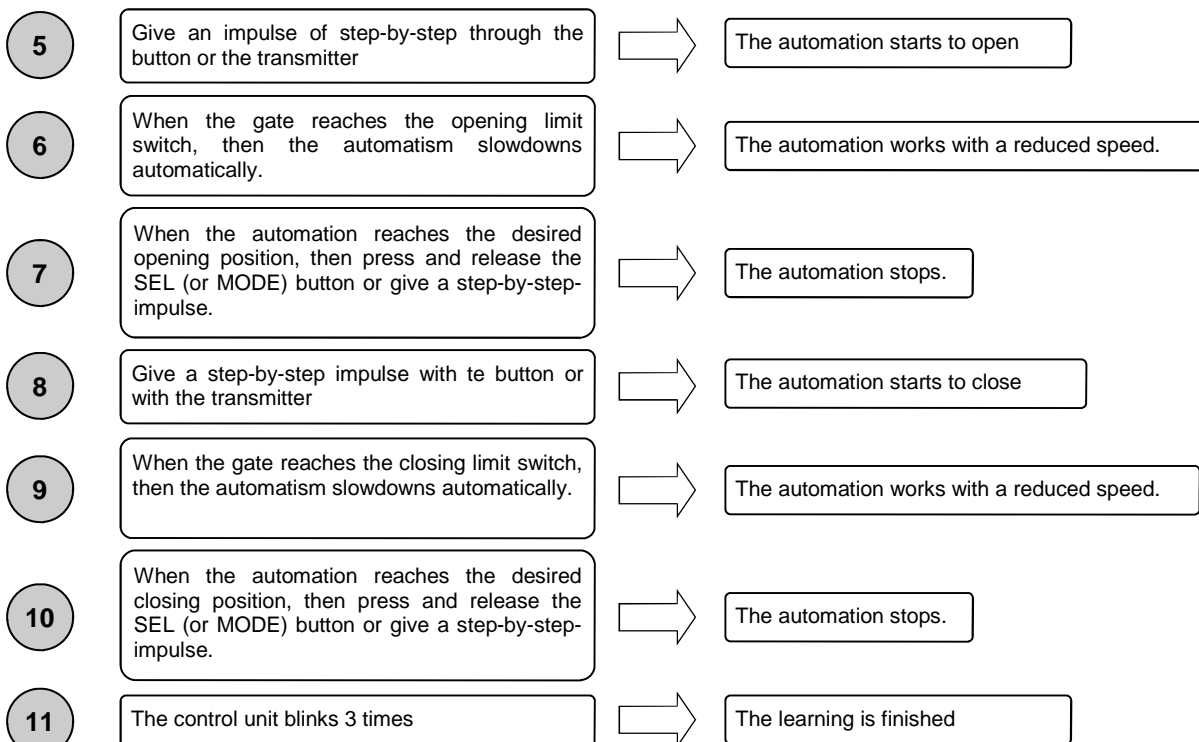 5
Give an impulse of step-by-step through the
button or the transmitter
The automation starts to open
6
When the gate reaches the opening limit
switch, then the automatism slowdowns
automatically.
The automation works with a reduced speed.
7
When the automation reaches the desired
opening position, then press and release the
SEL (or MODE) button or give a step-by-step-
impulse.
The automation stops.
8
Give a step-by-step impulse with te button or
with the transmitter
The automation starts to close
9
When the gate reaches the closing limit switch,
then the automatism slowdowns automatically.
The automation works with a reduced speed.
10
When the automation reaches the desired
closing position, then press and release the
SEL (or MODE) button or give a step-by-step-
impulse.
The automation stops.
11
The control unit blinks 3 times
The learning is finished